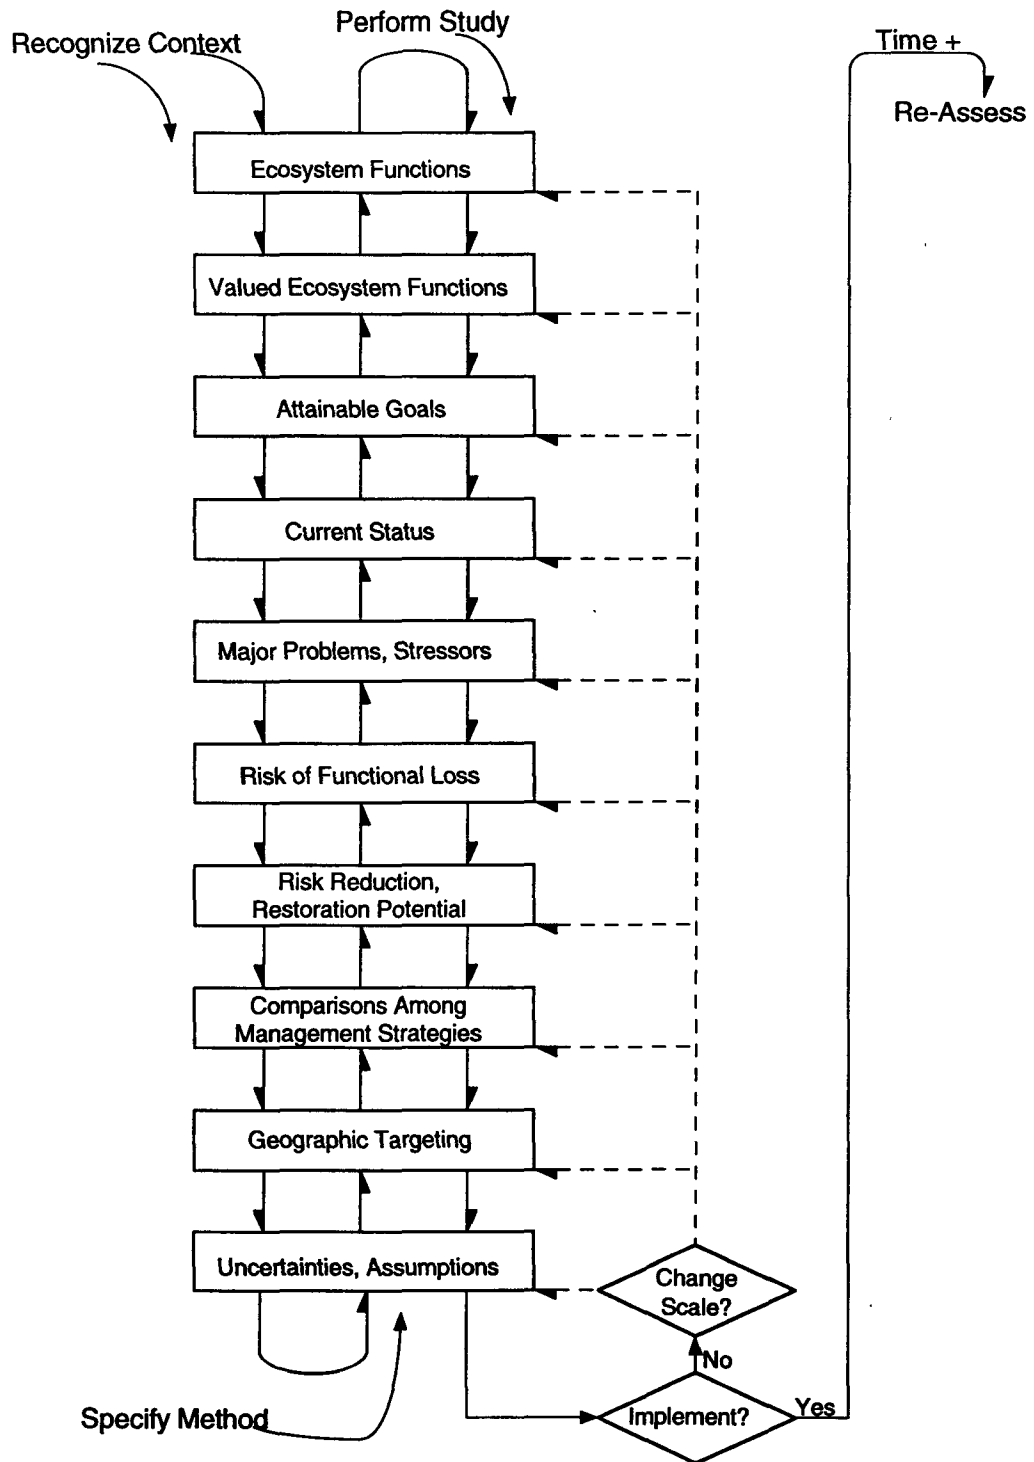 Perform Study
Recognize Context
Time +
Re-Assess
Ecosystem Functions
Valued Ecosystem Functions
Attainable Goals
Current Status
Major Problems, Stressors
Risk of Functional Loss
Risk Reduction,
Restoration Potential
Comparisons Among
Management Strategies
Geographic Targeting
Uncertainties, Assumptions
Change
Scale?
No
Specify Method
Implement?
Yes